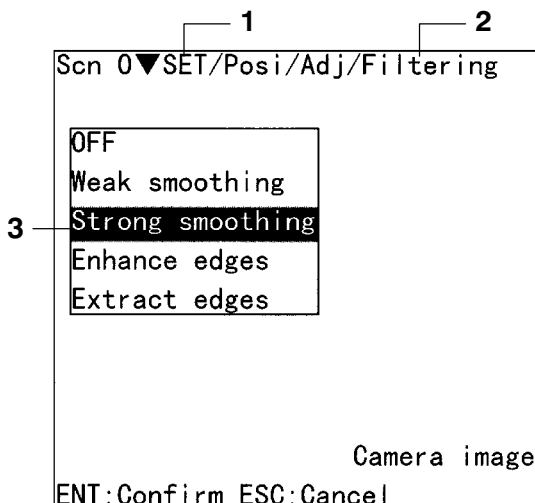 1 2
Scn 0▼SET/Posi/Adj/Filtering
OFF
Weak smoothing
3 Strong smoothing
Enhance edges
Extract edges
Camera image
ENT:Confirm ESC:Cancel